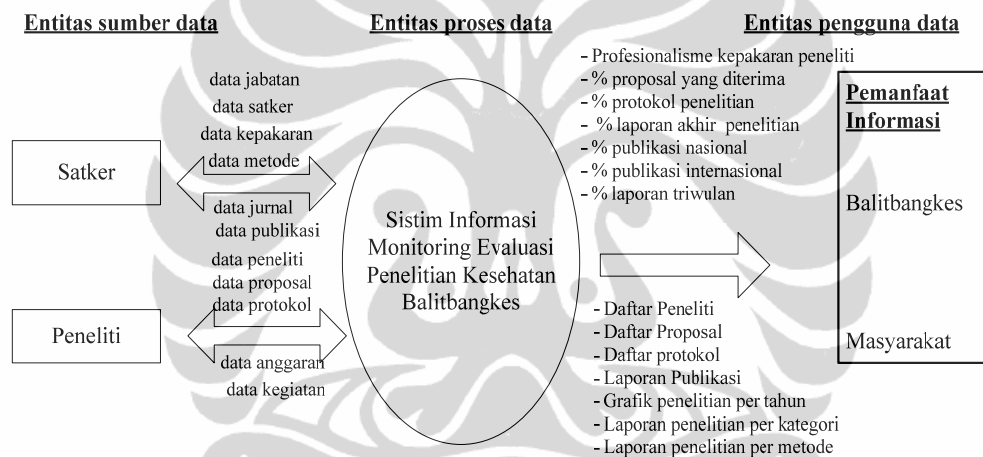 Entitas sumber data
Entitas proses data
Entitas pengguna data
data jabatan
data satker
data kepakaran
data metode
Satker
data jurnal
data publikasi
data peneliti
data proposal
data protokol
Peneliti
data anggaran
data kegiatan
Sistim Informasi
Monitoring Evaluasi
Penelitian Kesehatan
Balitbangkes
- Profesionalisme kepakaran peneliti
- % proposal yang diterima
- % protokol penelitian
- % laporan akhir penelitian
- % publikasi nasional
- % publikasi internasional
- % laporan triwulan
- Daftar Peneliti
- Daftar Proposal
- Daftar protokol
- Laporan Publikasi
- Grafik penelitian per tahun
- Laporan penelitian per kategori
- Laporan penelitian per metode
Pemanfaat
Informasi
Balitbangkes
Masyarakat